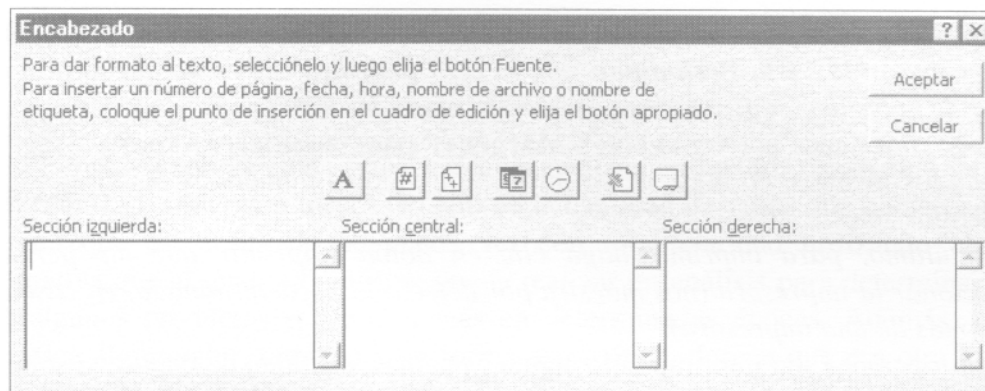 Encabezado
Para dar formato al texto, selecciónelo y luego elija el botón Fuente.
Para insertar un número de página, fecha, hora, nombre de archivo o nombre de
etiqueta, coloque el punto de inserción en el cuadro de edición y elija el botón apropiado.
Aceptar
Cancelar
A
Sección izquierda:
Sección central:
Sección derecha: